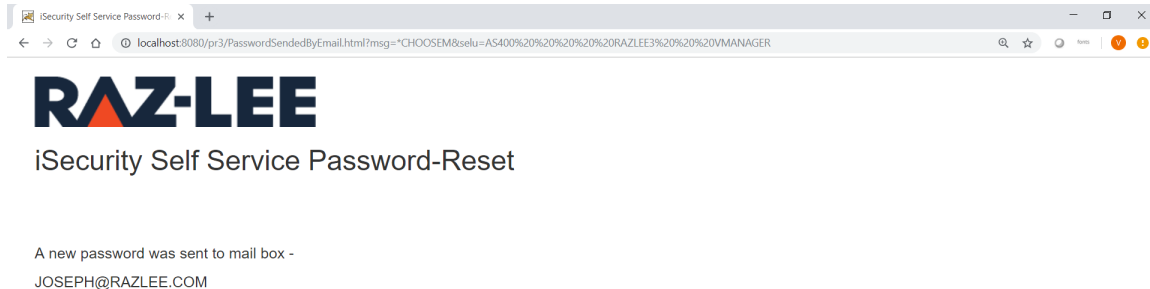 iSecurity Self Service Password-R
localhost:8080/pr3/PasswordSendedByEmail.html?msg=*CHOOSEM&selu=AS400%20%20%20%20%20RAZLEE3%20%20%20VMANAGER
V
RAZ-LEE
iSecurity Self Service Password-Reset
A new password was sent to mail box -
JOSEPH@RAZLEE.COM